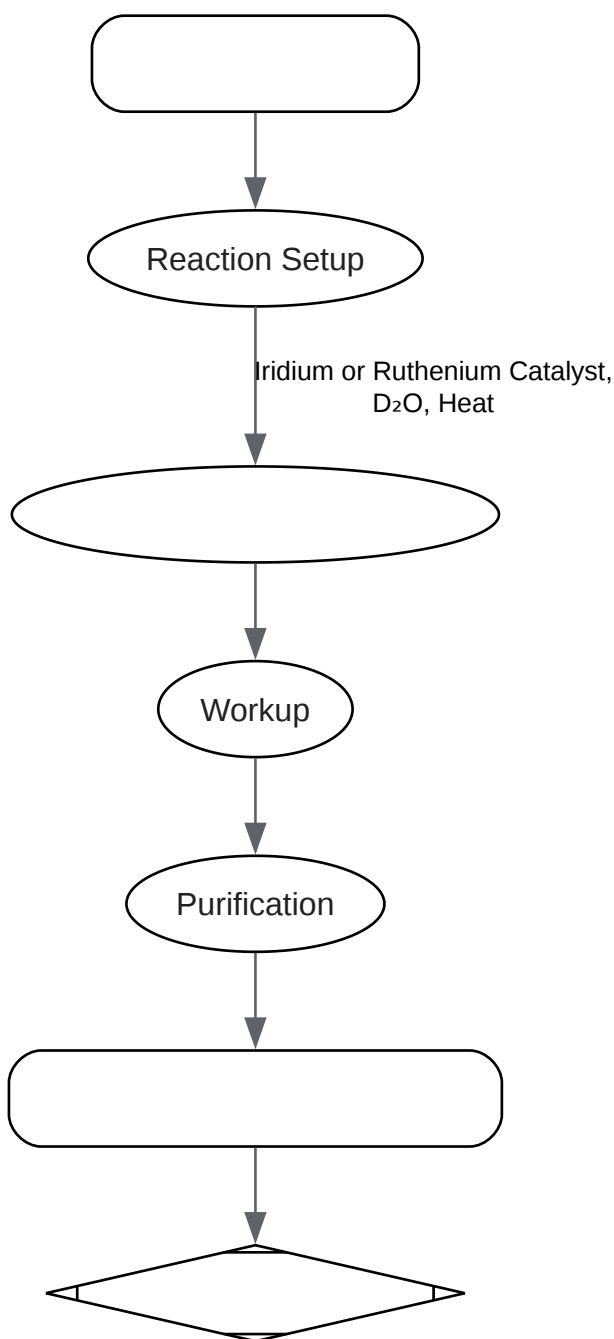 Reaction Setup
Iridium or Ruthenium Catalyst,
D₂O, Heat
Workup
Purification